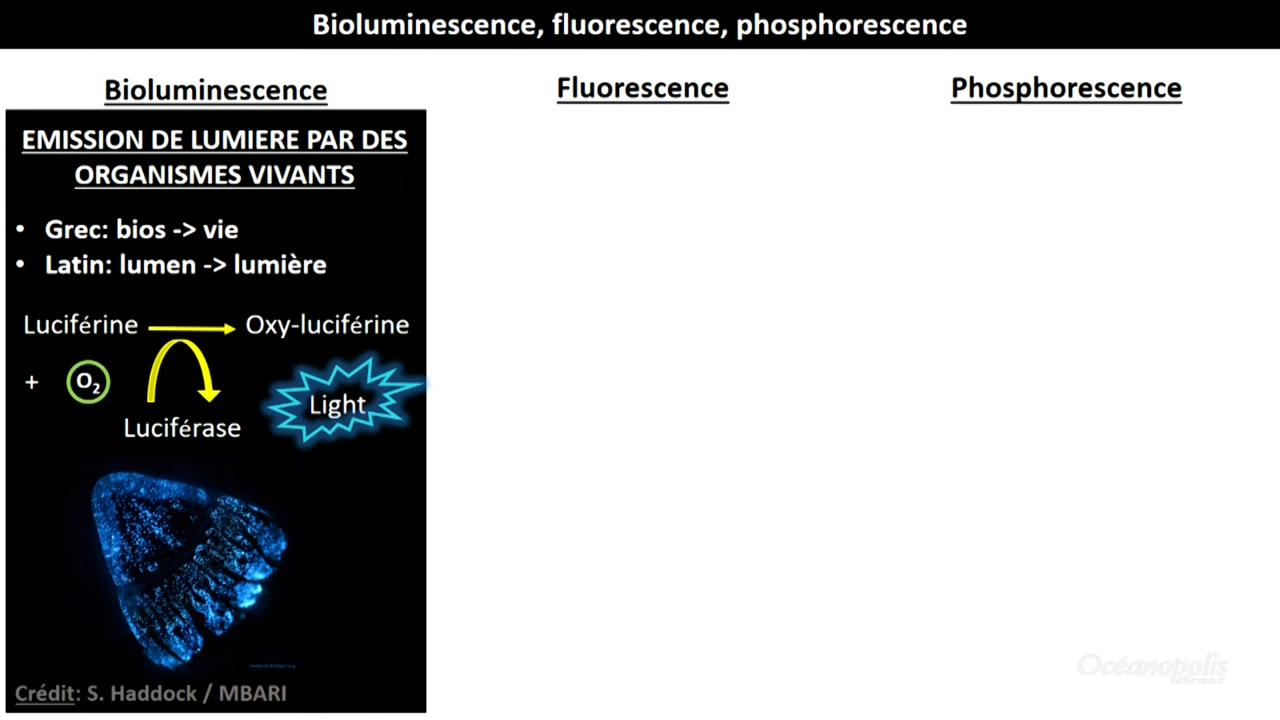 Bioluminescence, fluorescence, phosphorescence
Bioluminescence
Fluorescence
Phosphorescence
EMISSION DE LUMIERE PAR DES
ORGANISMES VIVANTS
• Grec: bios -> vie
• Latin: lumen -> lumière
Luciférine
Oxy-luciférine
+ O₂
Light
Luciférase
Crédit: S. Haddock / MBARI
Océanopolis
Brest